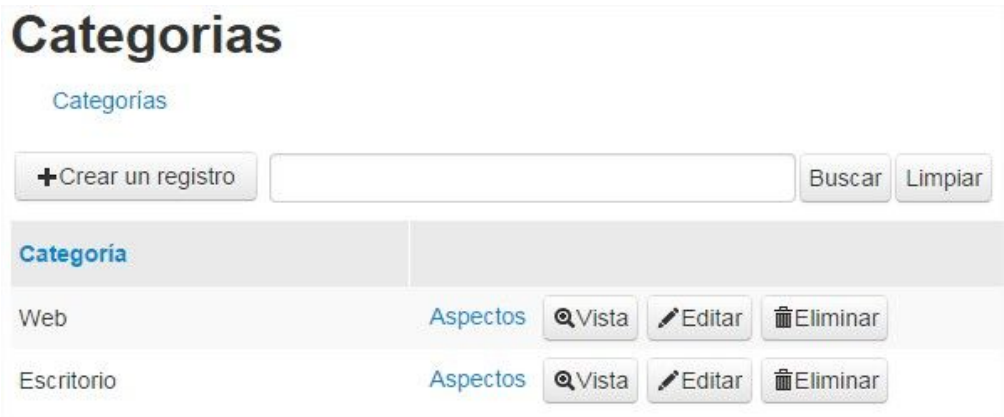 Categorias
Categorías
Crear un registro Buscar Limpiar
Categoría
Web Aspectos Vista Editar Eliminar
Escritorio Aspectos Vista Editar Eliminar